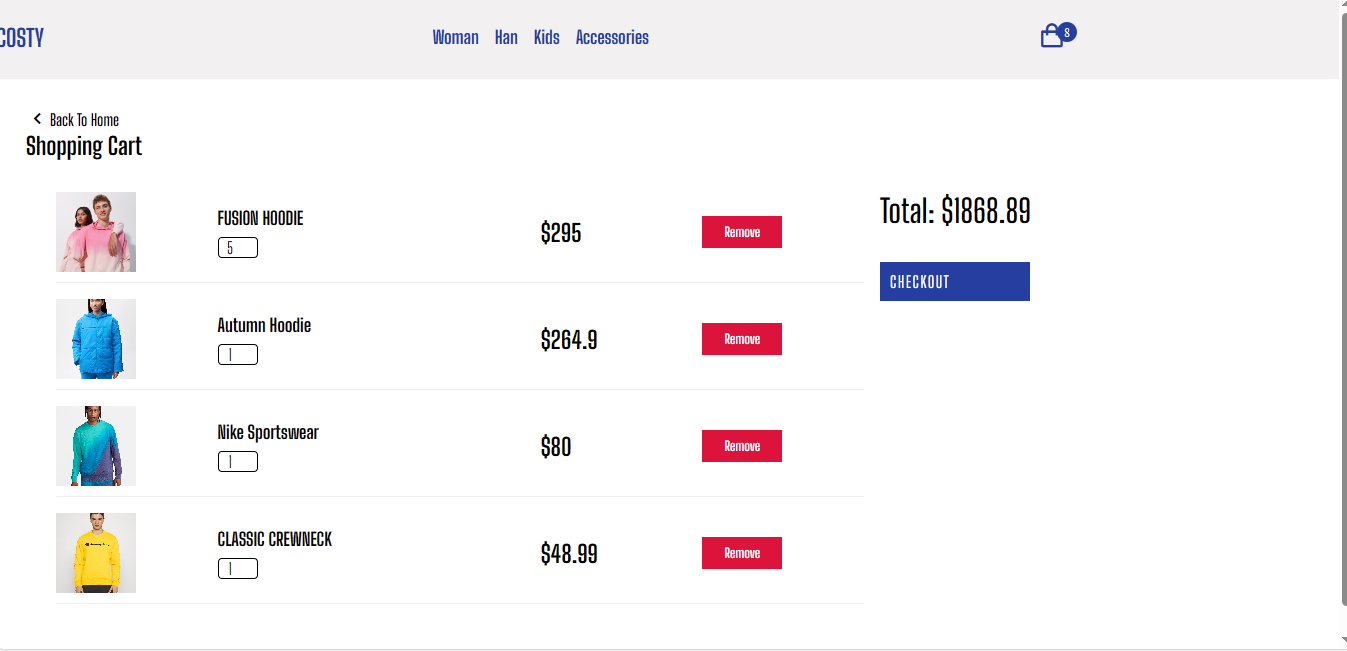 COSTY
Woman Han Kids Accessories
8
Back To Home
Shopping Cart
FUSION HOODIE
5
$295
Remove
Autumn Hoodie
1
$264.9
Remove
Nike Sportswear
1
$80
Remove
CLASSIC CREWNECK
1
$48.99
Remove
Total: $1868.89
CHECKOUT